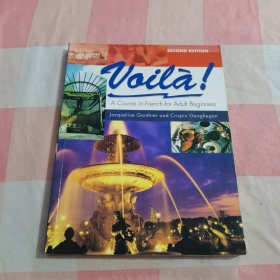 SECOND EDITION
Voilà!
A Course in French for Adult Beginners
Jacqueline Gonthier and Crispin Geoghegan